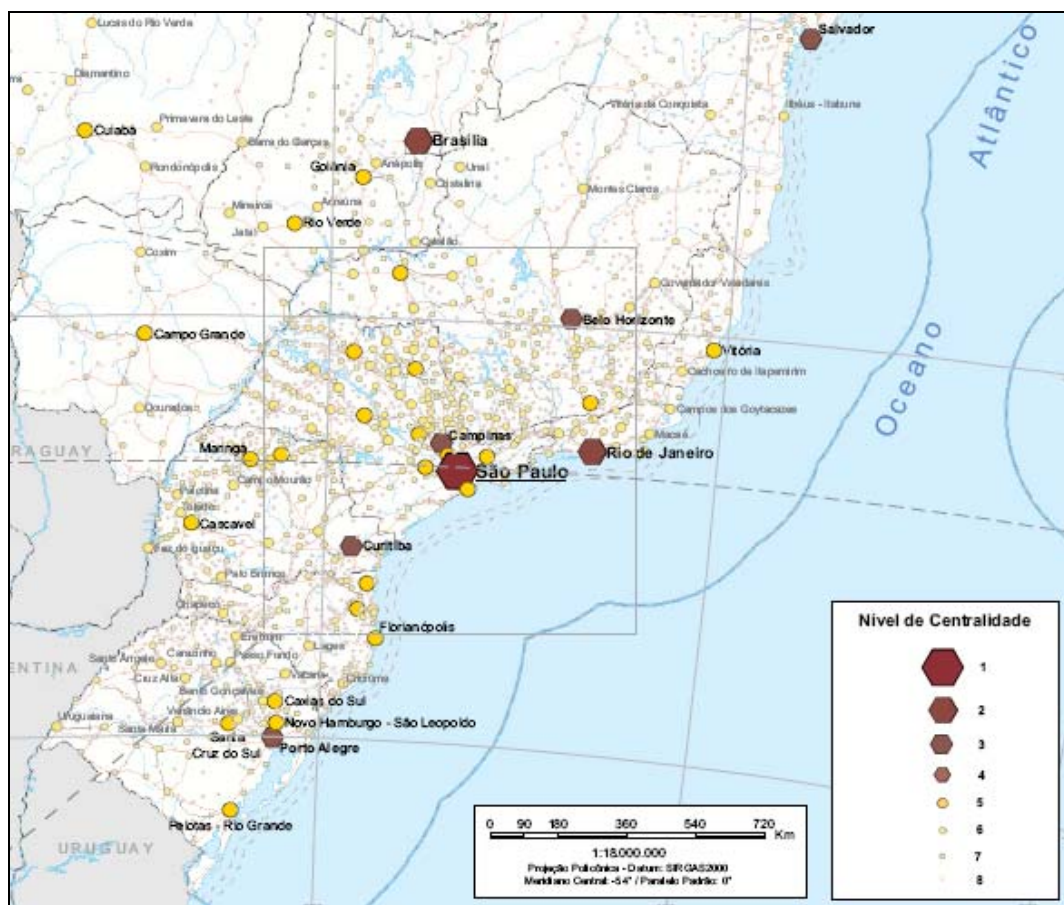 Lucas do Rio Verde
Salvador
Diamantino
Vitória da Conquista
Ilhéus - Itabuna
Cuiabá
Primavera do Leste
Barra do Garças
Brasília
Atlântico
Rondonópolis
Goiânia
Anápolis
Unaí
Cristalina
Montes Claros
Mineiros
Acreúna
Rio Verde
Jataí
Catalão
Coxim
Governador Valadares
Belo Horizonte
Campo Grande
Vitória
Cachoeiro de Itapemirim
Oceano
Dourados
Campos dos Goytacazes
Macaé
Campinas
RAGUAY
Maringá
Rio de Janeiro
São Paulo
Campo Mourão
Palotina
Toledo
Cascavel
Foz do Iguaçu
Curitiba
Pato Branco
Chapecó
Florianópolis
Erechim
Lages
Carazinho
Passo Fundo
Santo Ângelo
ENTINA
Cruz Alta
Vacaria
Criciúma
Bento Gonçalves
Caxias do Sul
Venâncio Aires
Uruguaiana
Santa Maria
Novo Hamburgo - São Leopoldo
Santa
Cruz do Sul
Porto Alegre
Pelotas - Rio Grande
URUGUAY
0 90 180 360 540 720
Km
1:18.000.000
Projeção Policônica - Datum: SIRGAS2000
Meridiano Central: -54° / Paralelo Padrão: 0°
Nível de Centralidade
1
2
3
4
5
6
7
8